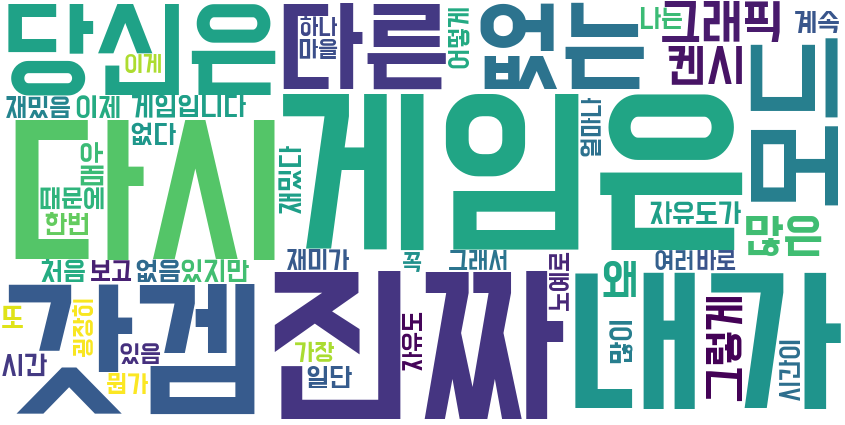 당신은
다른
없는
나는
그래픽
계속
이게
하나
마을
어떻게
켄시
느모
재밌음
이제
게임입니다
다시
게임은
없다
아
맵
때문에
한번
재밌다
얼마나
자유도가
많은
처음
보고
없음
있지만
재미가
꼭
그래서
노예로
여러
바로
왜
갓겜
진짜
내가
또
시간
굉장히
있음
뭔가
가장
일단
자유도
많이
그렇게
시간이